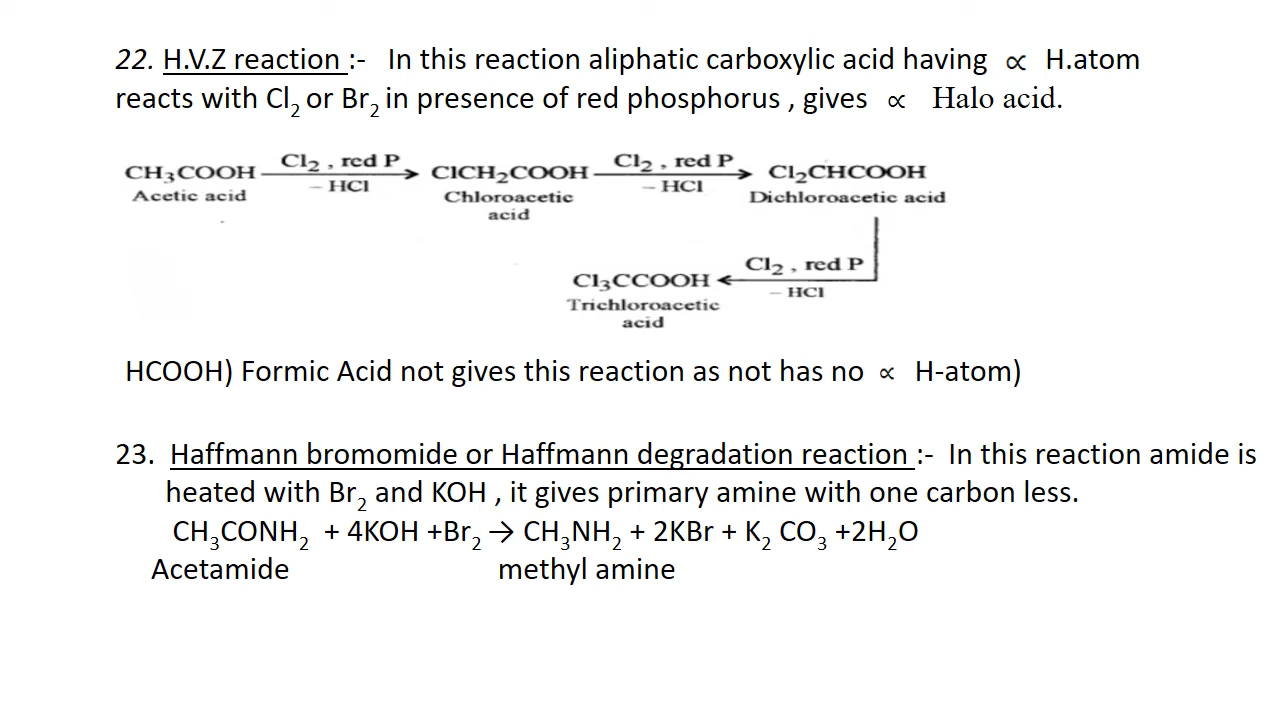 22. H.V.Z reaction :- In this reaction aliphatic carboxylic acid having ∝ H.atom
reacts with Cl₂ or Br₂ in presence of red phosphorus , gives ∝ Halo acid.
CH₃COOH Cl₂ , red P – HCl ClCH₂COOH Cl₂ , red P – HCl Cl₂CHCOOH
Acetic acid Chloroacetic acid Dichloroacetic acid
Cl₃CCOOH Cl₂ , red P – HCl
Trichloroacetic
acid
HCOOH) Formic Acid not gives this reaction as not has no ∝ H-atom)
23. Haffmann bromomide or Haffmann degradation reaction :- In this reaction amide is
heated with Br₂ and KOH , it gives primary amine with one carbon less.
CH₃CONH₂ + 4KOH +Br₂ → CH₃NH₂ + 2KBr + K₂ CO₃ +2H₂O
Acetamide methyl amine